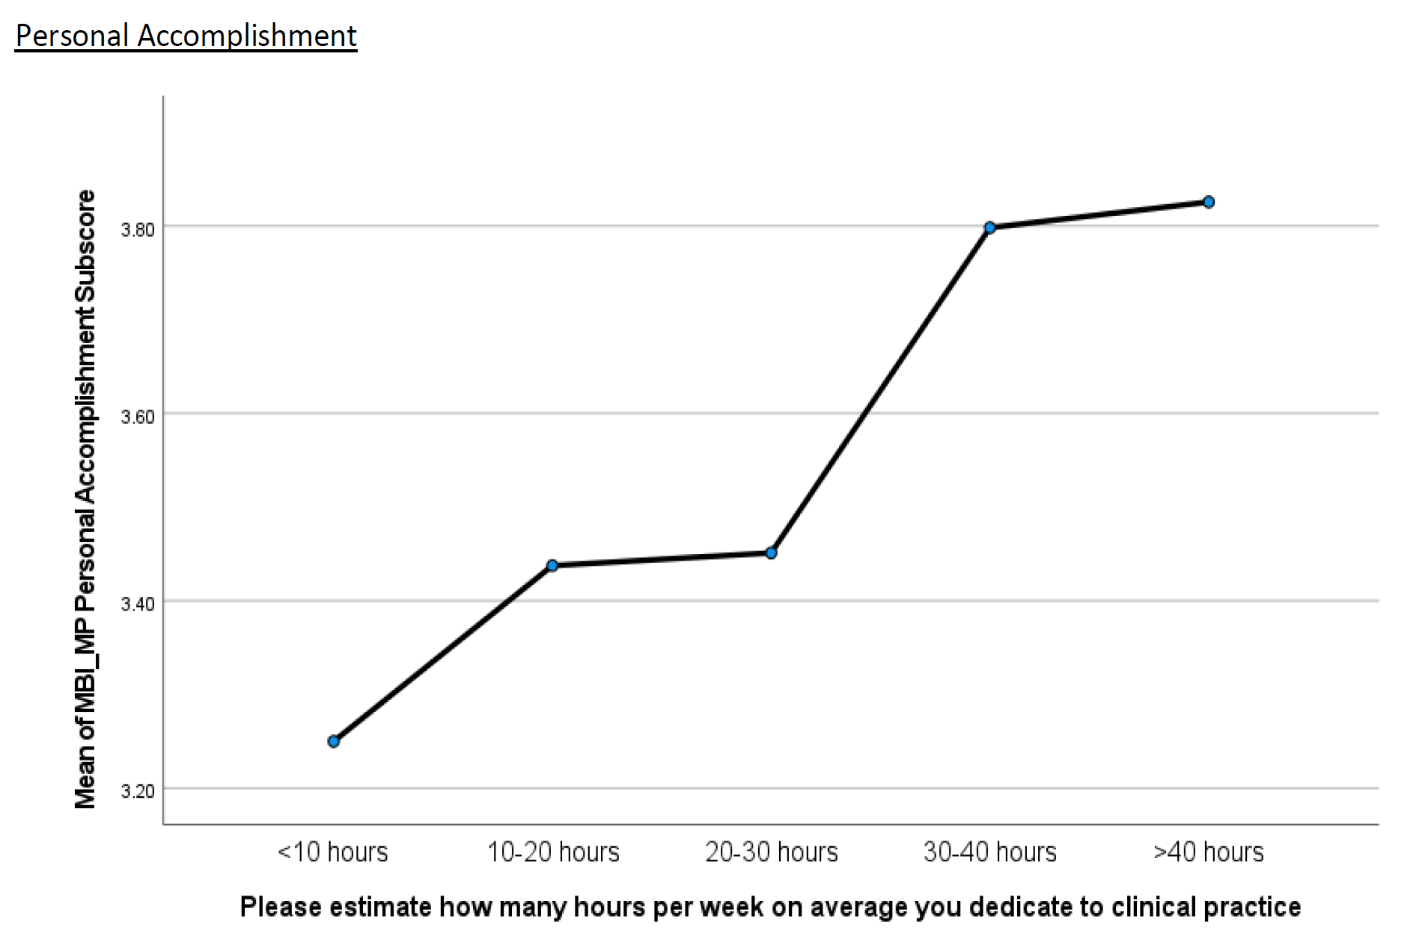 Personal Accomplishment
Mean of MBI_MP Personal Accomplishment Subscore
3.80
3.60
3.40
3.20
<10 hours
10-20 hours
20-30 hours
30-40 hours
>40 hours
Please estimate how many hours per week on average you dedicate to clinical practice